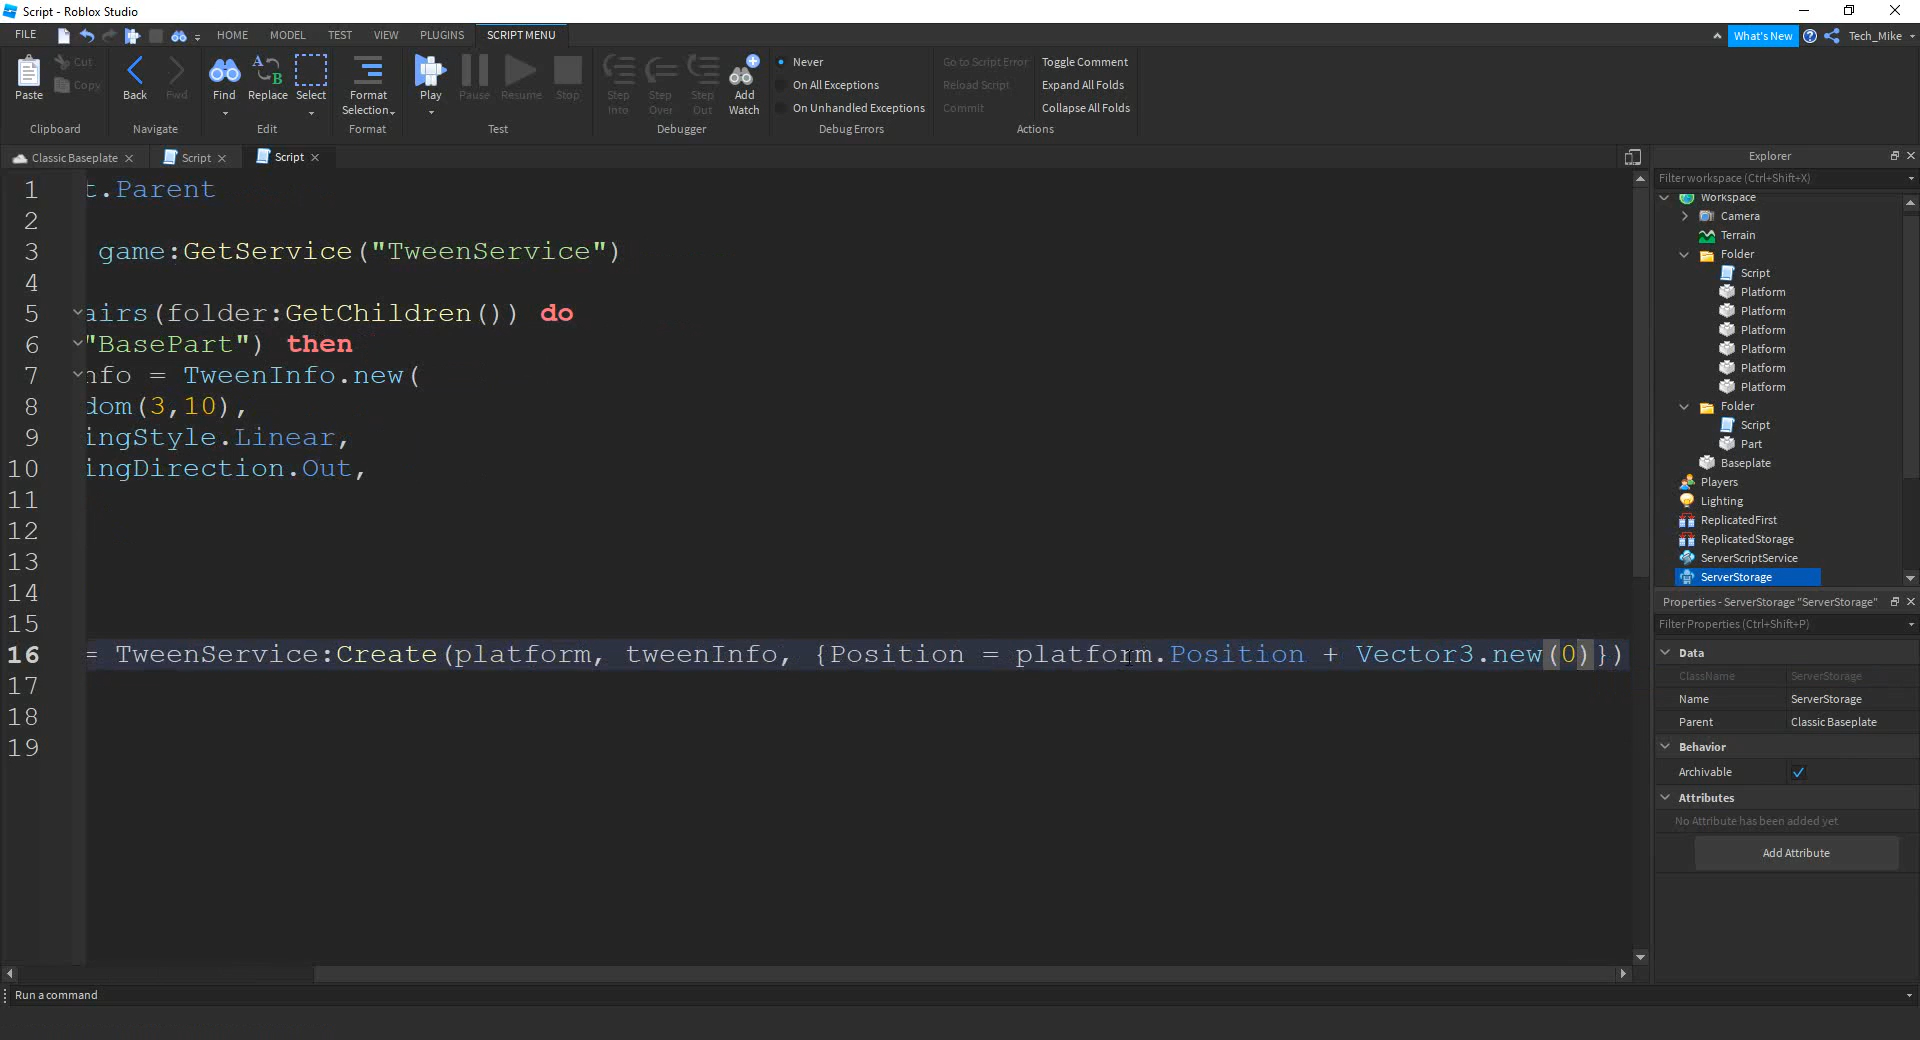 Script - Roblox Studio
FILE HOME MODEL TEST VIEW PLUGINS SCRIPT MENU What's New Tech_Mike
Paste Cut Copy Clipboard
Back Fwd Navigate
Find Replace Select Edit
Format Selection Format
Play Pause Resume Stop Test
Step Into Step Over Step Out Add Watch Debugger
Never
On All Exceptions
On Unhandled Exceptions
Debug Errors
Go to Script Error Toggle Comment
Reload Script Expand All Folds
Commit Collapse All Folds
Actions
Classic Baseplate Script Script
1 t.Parent
2
3 game:GetService("TweenService")
4
5 airs(folder:GetChildren()) do
6 "BasePart") then
7 nfo = TweenInfo.new(
8 dom(3,10),
9 ingStyle.Linear,
10 ingDirection.Out,
11
12
13
14
15
16 = TweenService:Create(platform, tweenInfo, {Position = platform.Position + Vector3.new(0)})
17
18
19
Explorer
Filter workspace (Ctrl+Shift+X)
Workspace
Camera
Terrain
Folder
Script
Platform
Platform
Platform
Platform
Platform
Platform
Folder
Script
Part
Baseplate
Players
Lighting
ReplicatedFirst
ReplicatedStorage
ServerScriptService
ServerStorage
Properties - ServerStorage "ServerStorage"
Filter Properties (Ctrl+Shift+P)
Data
ClassName ServerStorage
Name ServerStorage
Parent Classic Baseplate
Behavior
Archivable
Attributes
No Attribute has been added yet
Add Attribute
Run a command